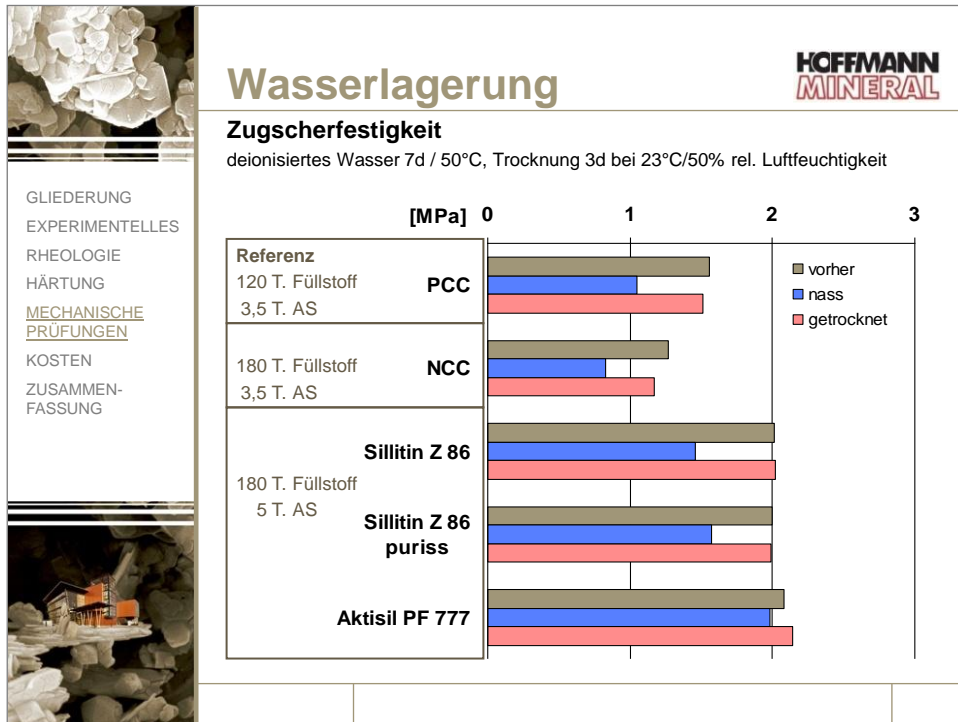 Wasserlagerung
HOFFMANN
MINERAL
Zugscherfestigkeit
deionisiertes Wasser 7d / 50°C, Trocknung 3d bei 23°C/50% rel. Luftfeuchtigkeit
GLIEDERUNG
EXPERIMENTELLES
RHEOLOGIE
HÄRTUNG
MECHANISCHE
PRÜFUNGEN
KOSTEN
ZUSAMMEN-
FASSUNG
[MPa] 0 1 2 3
Referenz
120 T. Füllstoff
3,5 T. AS
PCC
180 T. Füllstoff
3,5 T. AS
NCC
180 T. Füllstoff
5 T. AS
Sillitin Z 86
Sillitin Z 86
puriss
Aktisil PF 777
vorher
nass
getrocknet